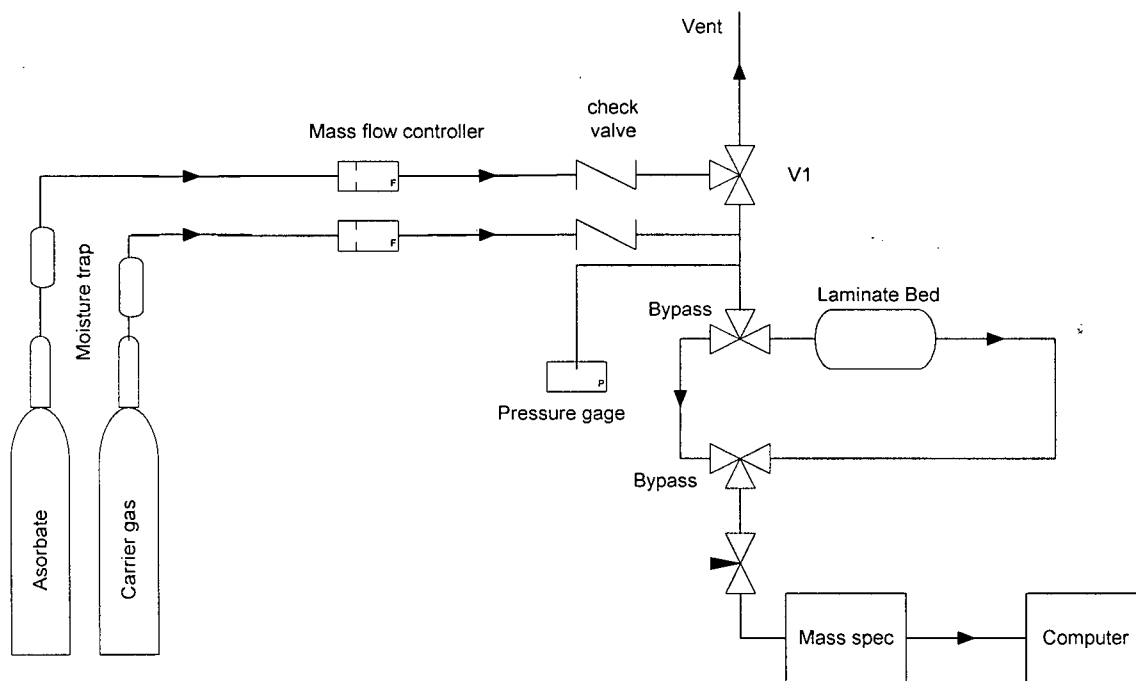 Vent
check
valve
Mass flow controller
F
V1
F
Moisture trap
Laminate Bed
Bypass
P
Pressure gage
Bypass
Asorbate
Carrier gas
Mass spec
Computer